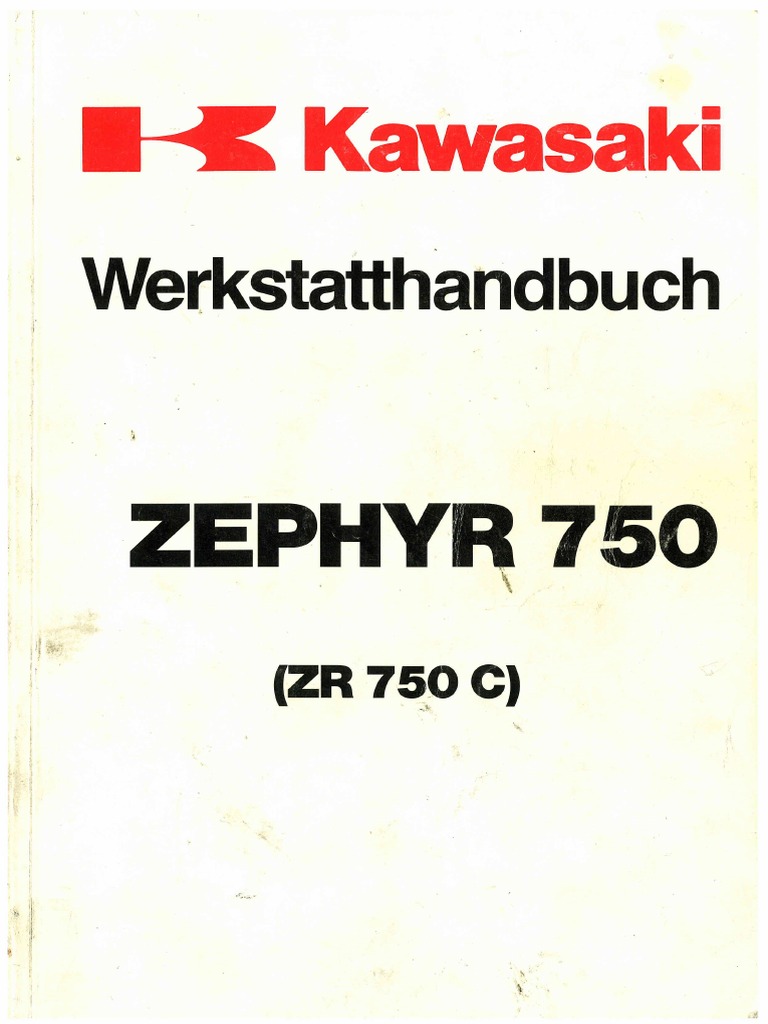 Kawasaki
Werkstatthandbuch
ZEPHYR 750
(ZR 750 C)